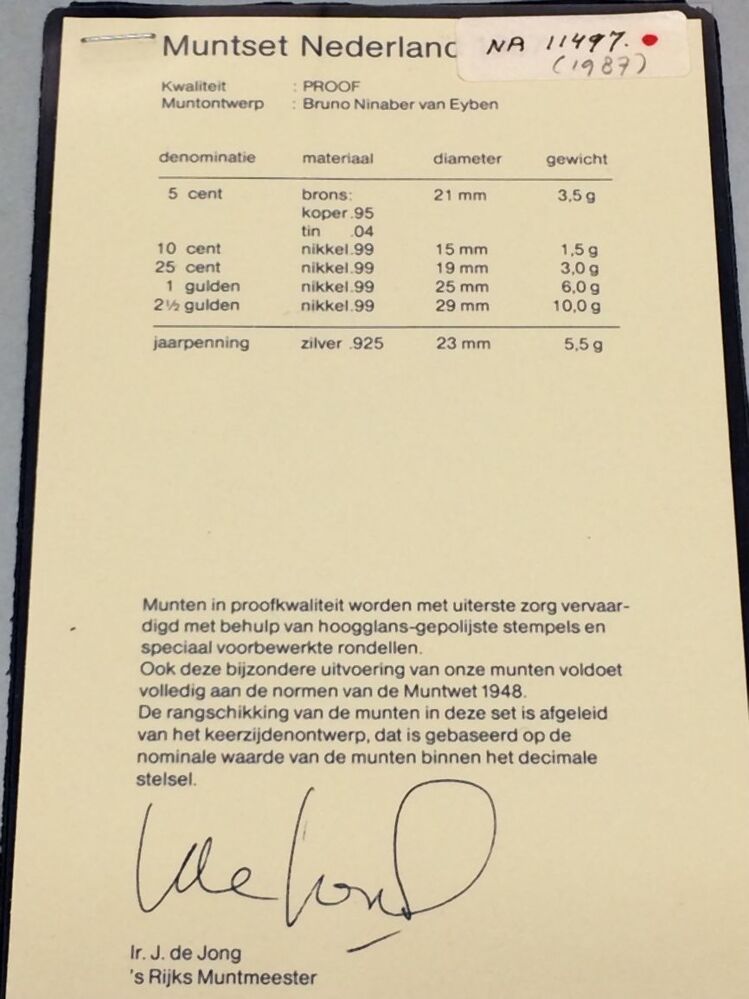 Muntset Nederland NA 11497.
(1987)
Kwaliteit : PROOF
Muntontwerp : Bruno Ninaber van Eyben
denominatie materiaal diameter gewicht
5 cent brons: 21 mm 3,5 g
koper .95
tin .04
10 cent nikkel .99 15 mm 1,5 g
25 cent nikkel .99 19 mm 3,0 g
1 gulden nikkel .99 25 mm 6,0 g
2½ gulden nikkel .99 29 mm 10,0 g
jaarpenning zilver .925 23 mm 5,5 g
Munten in proofkwaliteit worden met uiterste zorg vervaar-
digd met behulp van hoogglans-gepolijste stempels en
speciaal voorbewerkte rondellen.
Ook deze bijzondere uitvoering van onze munten voldoet
volledig aan de normen van de Muntwet 1948.
De rangschikking van de munten in deze set is afgeleid
van het keerzijdenontwerp, dat is gebaseerd op de
nominale waarde van de munten binnen het decimale
stelsel.
de Jong
Ir. J. de Jong
's Rijks Muntmeester